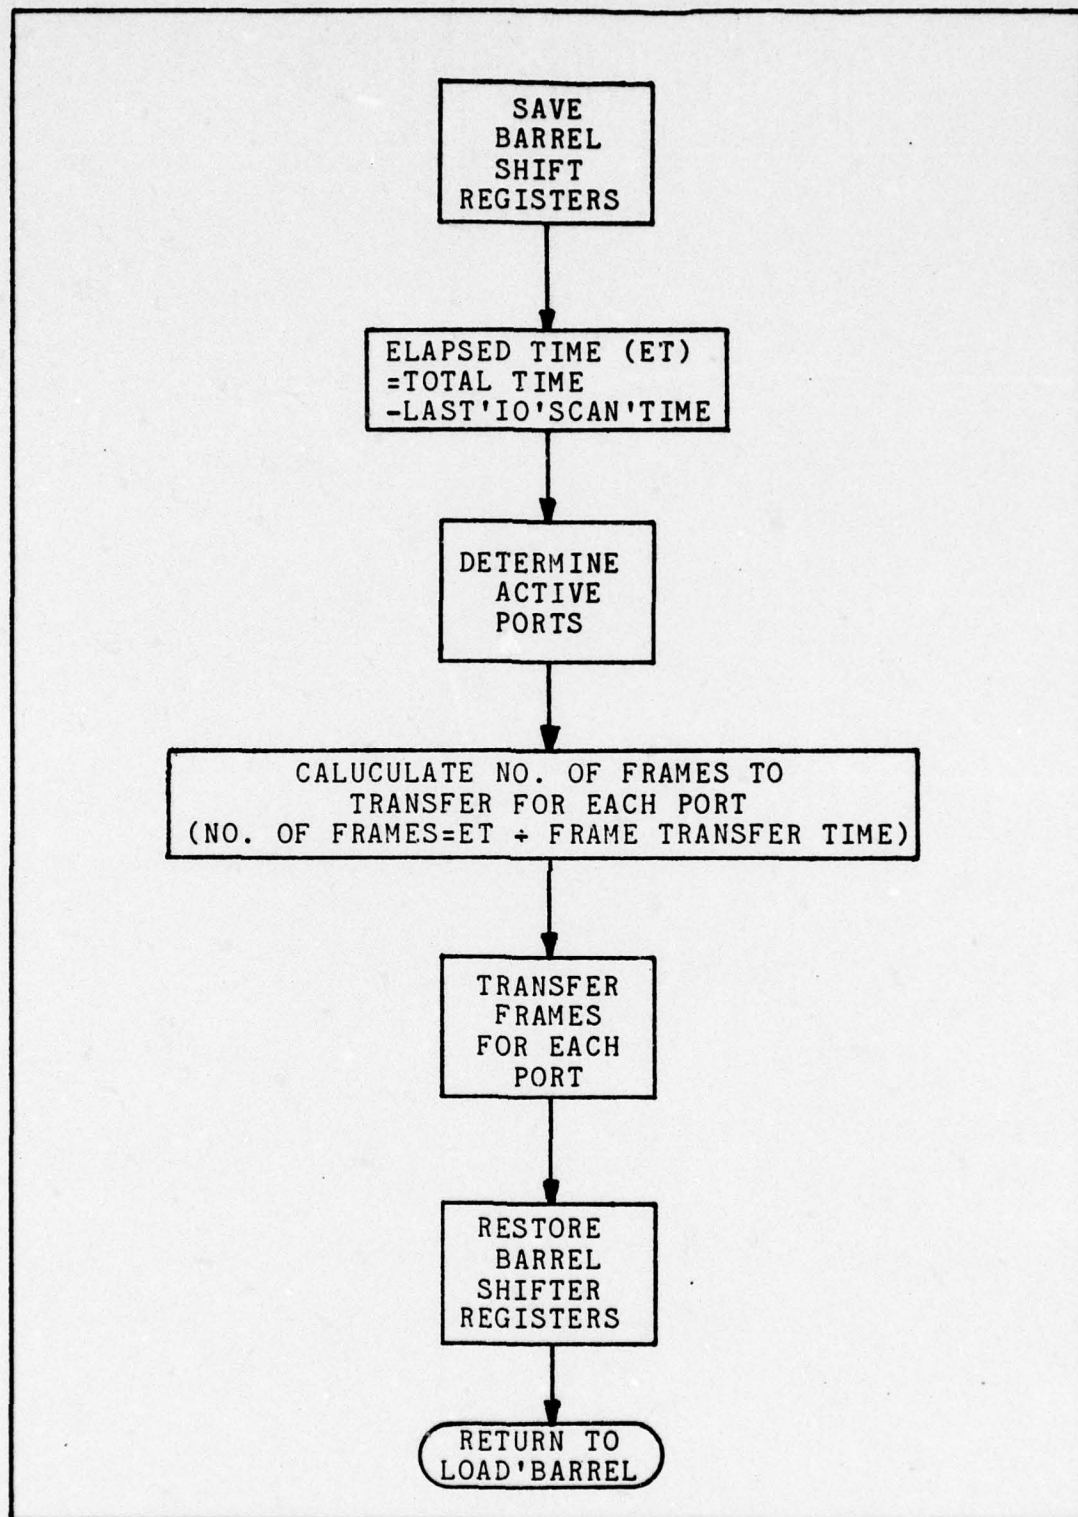 SAVE
BARREL
SHIFT
REGISTERS
ELAPSED TIME (ET)
=TOTAL TIME
-LAST'IO'SCAN'TIME
DETERMINE
ACTIVE
PORTS
CALUCULATE NO. OF FRAMES TO
TRANSFER FOR EACH PORT
(NO. OF FRAMES=ET ÷ FRAME TRANSFER TIME)
TRANSFER
FRAMES
FOR EACH
PORT
RESTORE
BARREL
SHIFTER
REGISTERS
RETURN TO
LOAD'BARREL